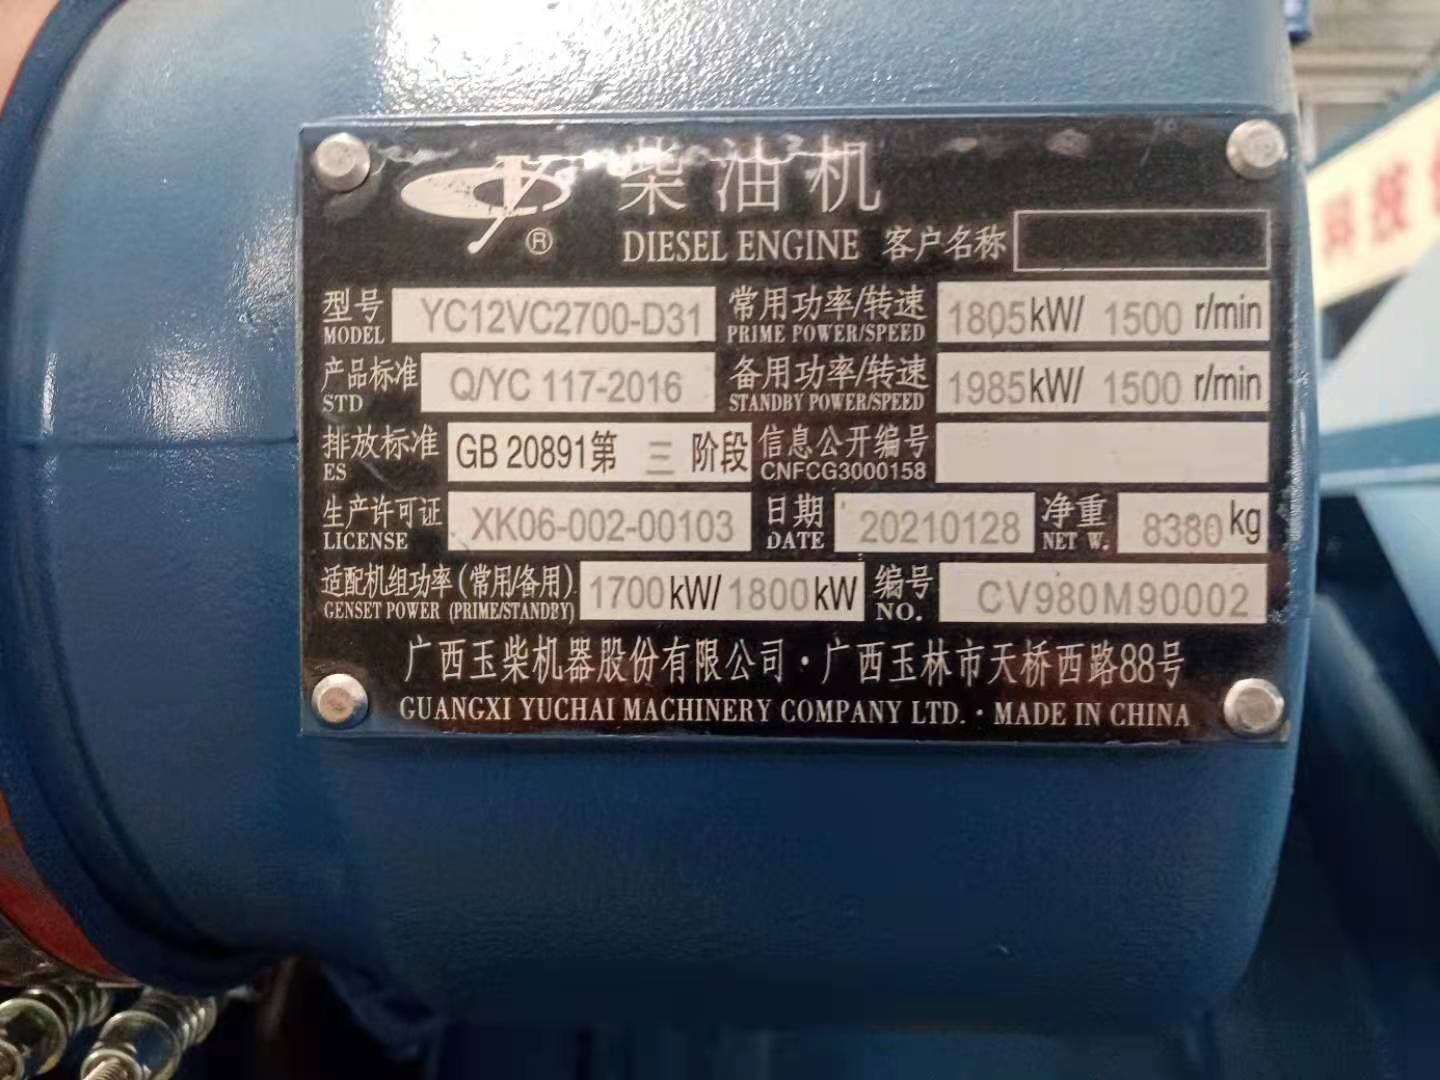 柴油机
®
DIESEL ENGINE 客户名称
型号 YC12VC2700-D31 常用功率/转速 1805kW/ 1500 r/min
MODEL PRIME POWER/SPEED
产品标准 Q/YC 117-2016 备用功率/转速 1985kW/ 1500 r/min
STD STANDBY POWER/SPEED
排放标准 GB 20891第 三 阶段 信息公开编号
ES CNFCG3000158
生产许可证 XK06-002-00103 日期 20210128 净重 8380 kg
LICENSE DATE NET W.
适配机组功率(常用/备用) 1700kW/ 1800kW 编号 CV980M90002
GENSET POWER (PRIME/STANDBY) NO.
广西玉柴机器股份有限公司·广西玉林市天桥西路88号
GUANGXI YUCHAI MACHINERY COMPANY LTD. · MADE IN CHINA
科技